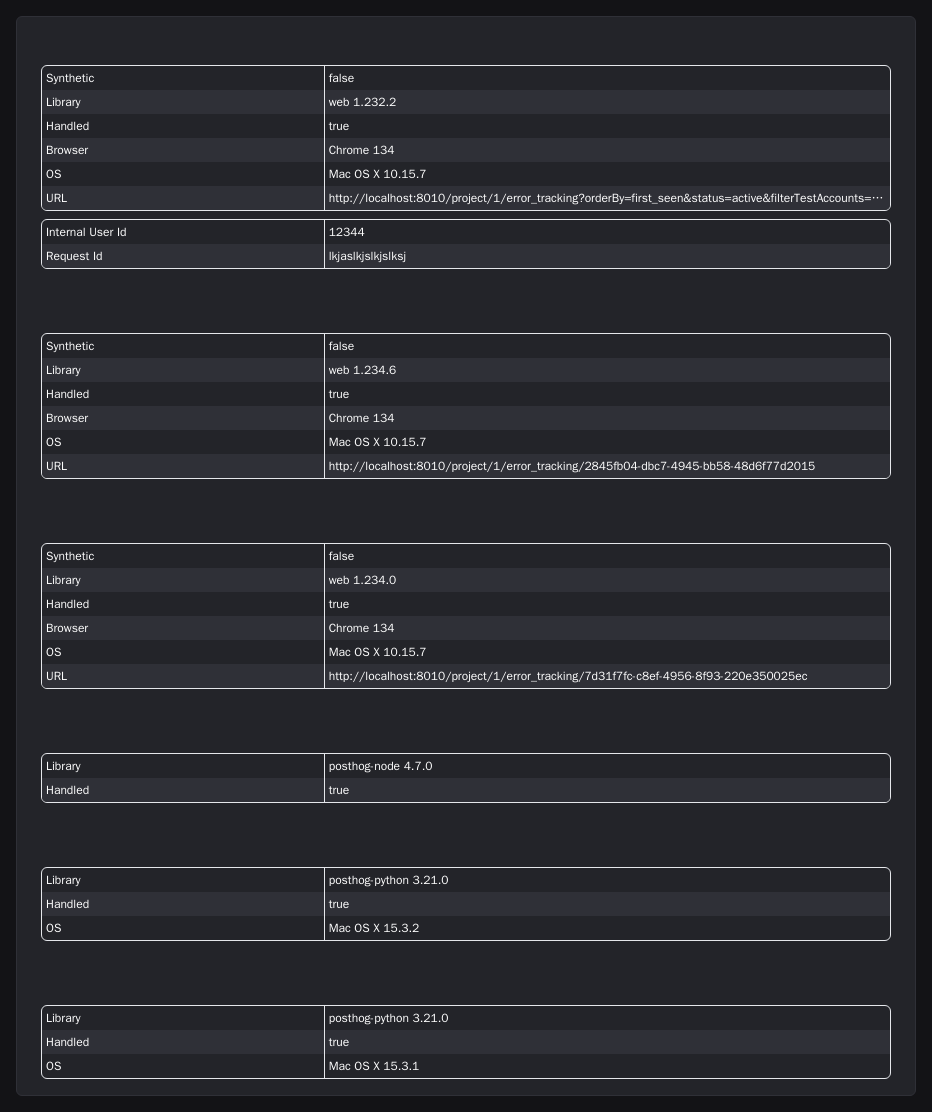 Synthetic false
Library web 1.232.2
Handled true
Browser Chrome 134
OS Mac OS X 10.15.7
URL http://localhost:8010/project/1/error_tracking?orderBy=first_seen&status=active&filterTestAccounts=···
Internal User Id 12344
Request Id lkjaslkjslkjslksj
Synthetic false
Library web 1.234.6
Handled true
Browser Chrome 134
OS Mac OS X 10.15.7
URL http://localhost:8010/project/1/error_tracking/2845fb04-dbc7-4945-bb58-48d6f77d2015
Synthetic false
Library web 1.234.0
Handled true
Browser Chrome 134
OS Mac OS X 10.15.7
URL http://localhost:8010/project/1/error_tracking/7d31f7fc-c8ef-4956-8f93-220e350025ec
Library posthog-node 4.7.0
Handled true
Library posthog-python 3.21.0
Handled true
OS Mac OS X 15.3.2
Library posthog-python 3.21.0
Handled true
OS Mac OS X 15.3.1